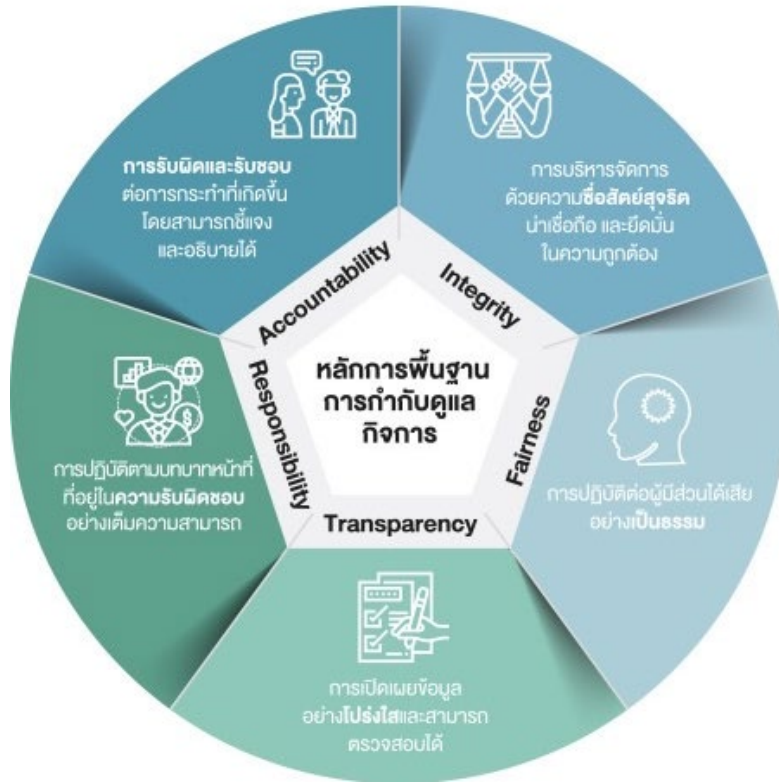 การรับผิดและรับชอบ
ต่อการกระทำที่เกิดขึ้น
โดยสามารถชี้แจง
และอธิบายได้
การบริหารจัดการ
ด้วยความซื่อสัตย์สุจริต
น่าเชื่อถือ และยึดมั่น
ในความถูกต้อง
Accountability
Integrity
หลักการพื้นฐาน
การกำกับดูแล
กิจการ
Responsibility
Fairness
Transparency
การปฏิบัติตามบทบาทหน้าที่
ที่อยู่ในความรับผิดชอบ
อย่างเต็มความสามารถ
การปฏิบัติต่อผู้มีส่วนได้เสีย
อย่างเป็นธรรม
การเปิดเผยข้อมูล
อย่างโปร่งใสและสามารถ
ตรวจสอบได้